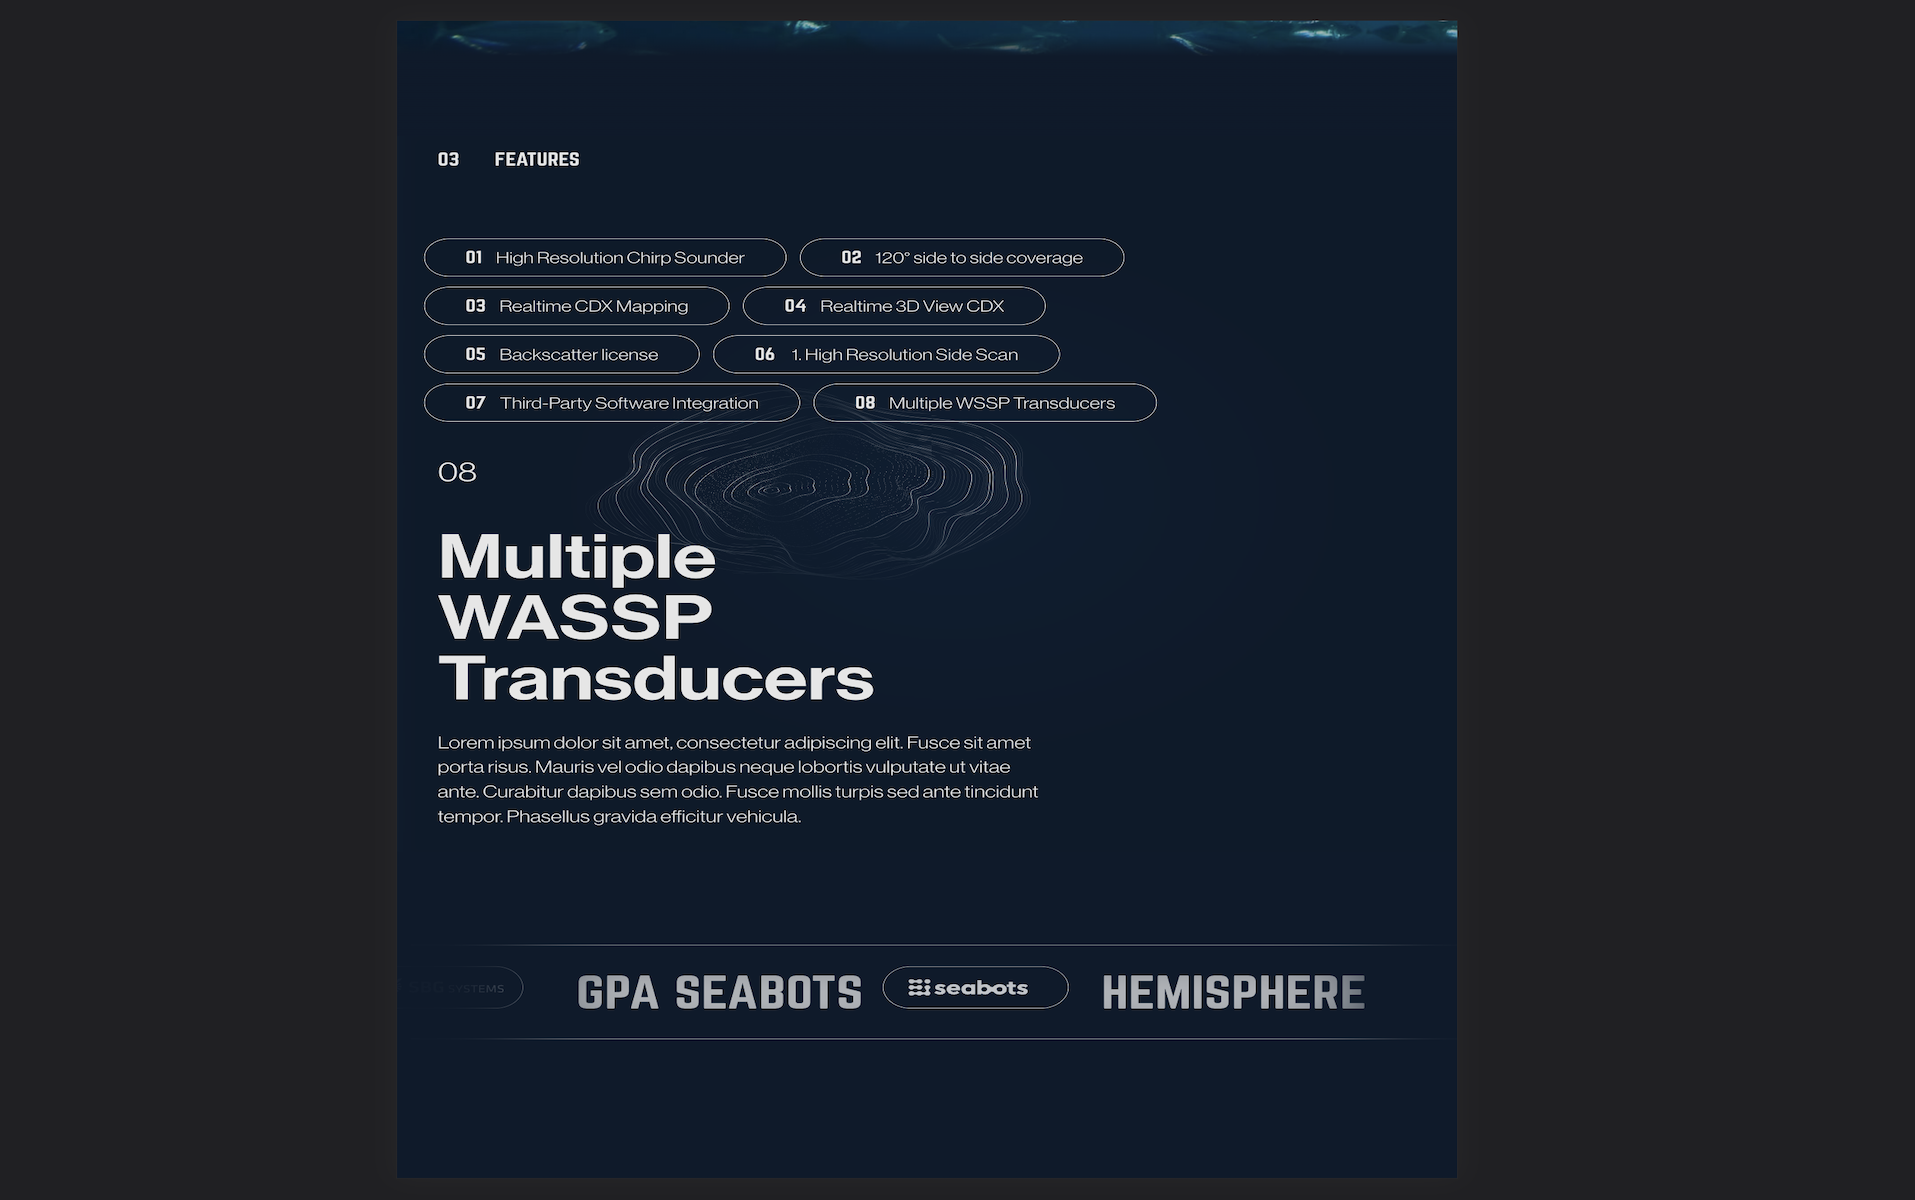 03 FEATURES
01 High Resolution Chirp Sounder 02 120° side to side coverage
03 Realtime CDX Mapping 04 Realtime 3D View CDX
05 Backscatter license 06 1. High Resolution Side Scan
07 Third-Party Software Integration 08 Multiple WSSP Transducers
08
Multiple
WASSP
Transducers
Lorem ipsum dolor sit amet, consectetur adipiscing elit. Fusce sit amet
porta risus. Mauris vel odio dapibus neque lobortis vulputate ut vitae
ante. Curabitur dapibus sem odio. Fusce mollis turpis sed ante tincidunt
tempor. Phasellus gravida efficitur vehicula.
GPA SEABOTS seabots HEMISPHERE